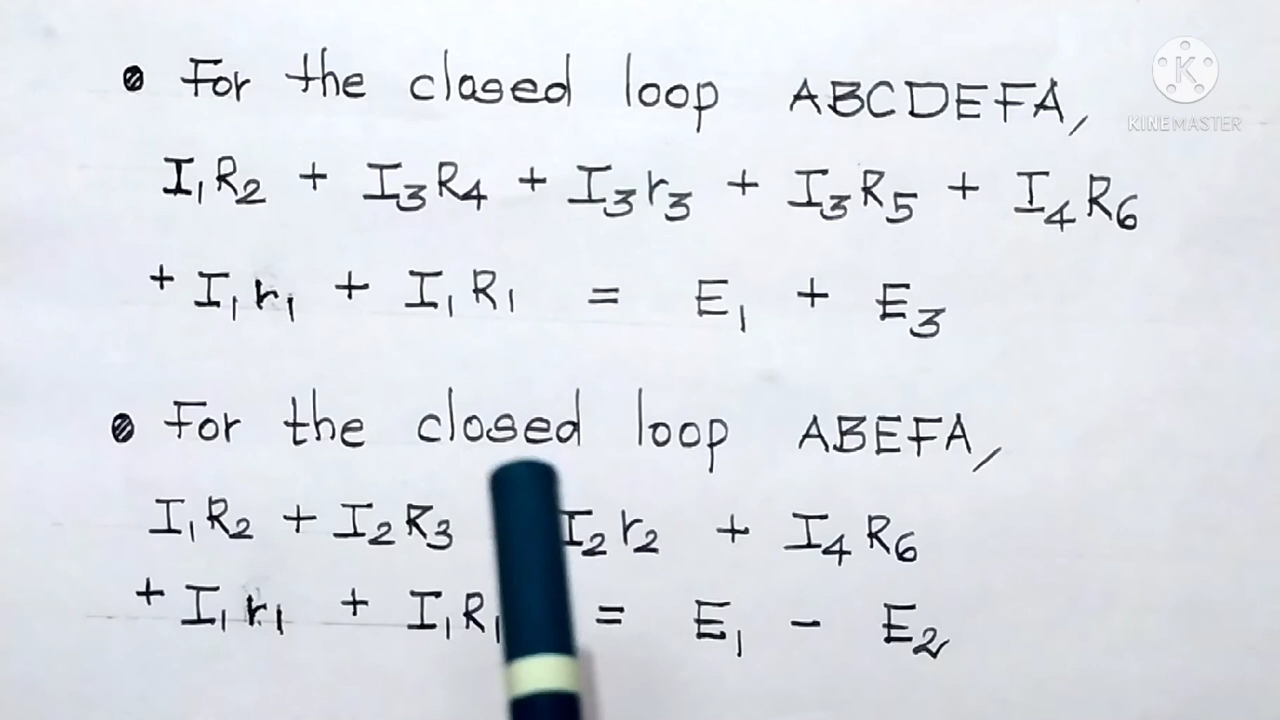 For the closed loop ABCDEFA,
KINEMASTER
I₁R₂ + I₃R₄ + I₃r₃ + I₃R₅ + I₄R₆
+ I₁r₁ + I₁R₁ = E₁ + E₃
For the closed loop ABEFA,
I₁R₂ + I₂R₃ I₂r₂ + I₄R₆
+ I₁r₁ + I₁R₁ = E₁ - E₂